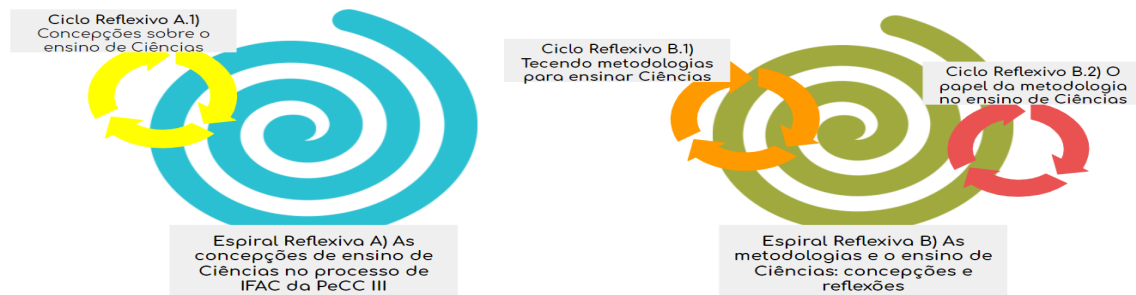 Ciclo Reflexivo A.1)
Concepções sobre o
ensino de Ciências
Espiral Reflexiva A) As
concepções de ensino de
Ciências no processo de
IFAC da PeCC III
Ciclo Reflexivo B.1)
Tecendo metodologias
para ensinar Ciências
Ciclo Reflexivo B.2) O
papel da metodologia
no ensino de Ciências
Espiral Reflexiva B) As
metodologias e o ensino de
Ciências: concepções e
reflexões